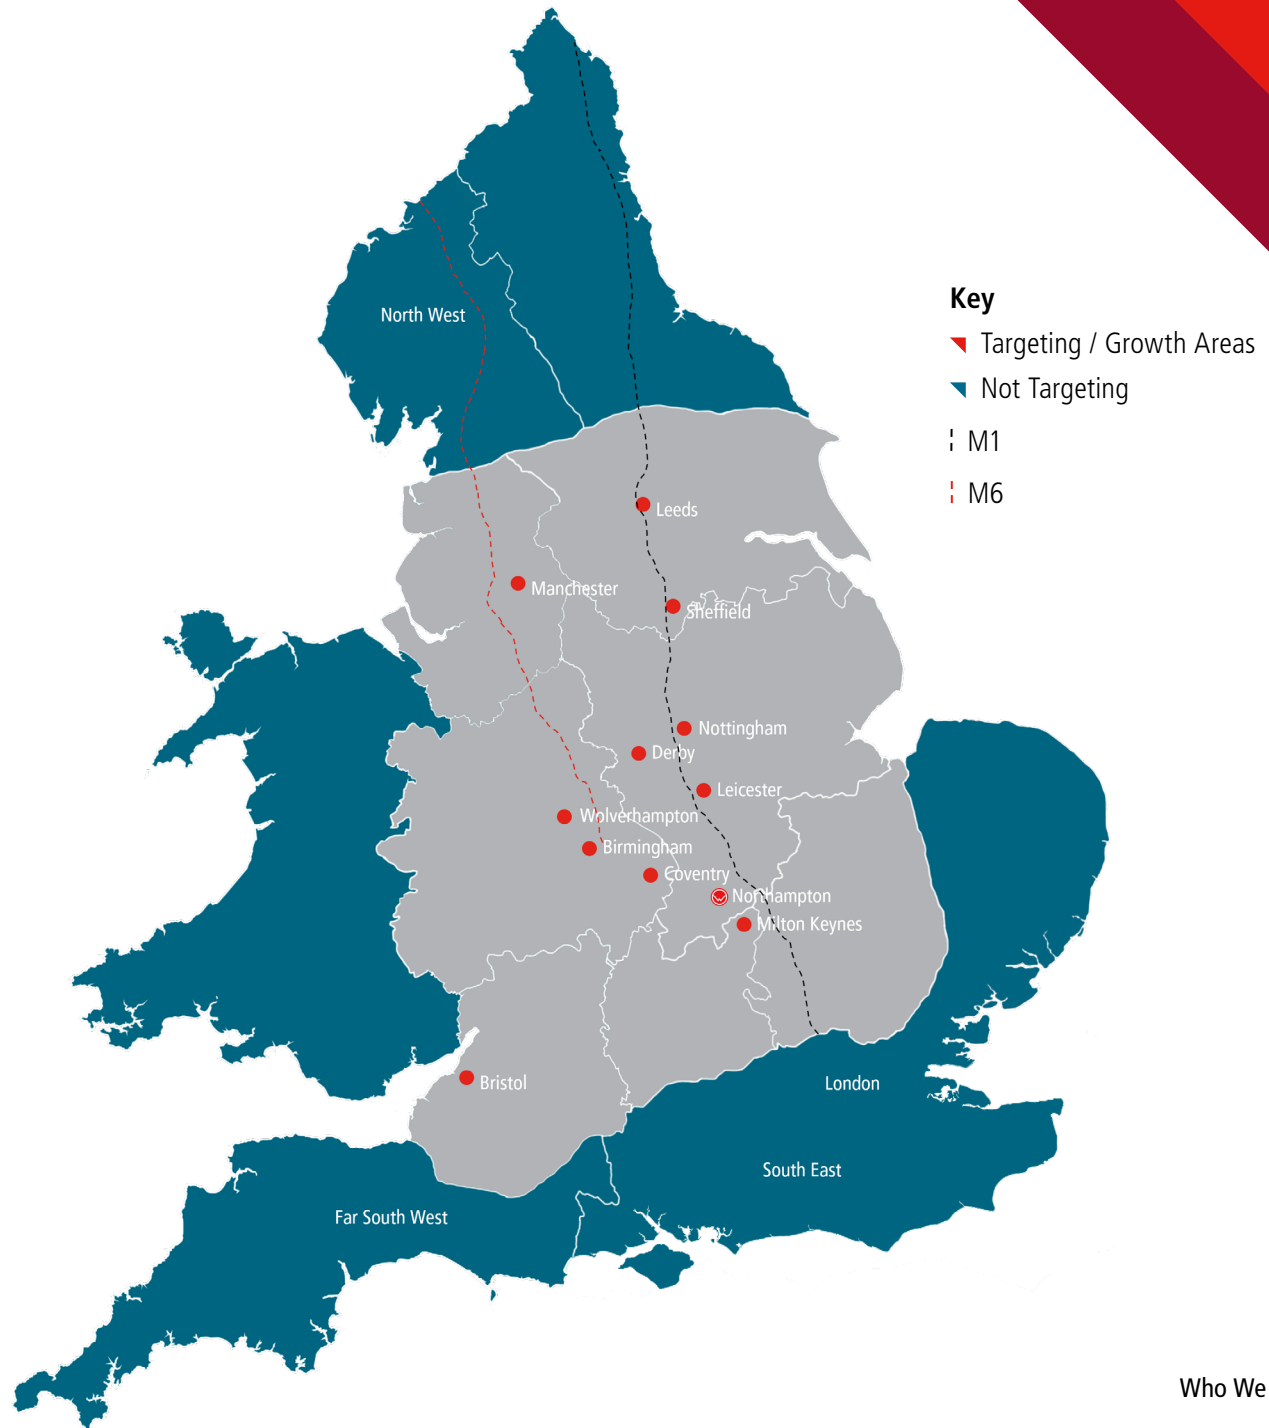 North West
Key
Targeting / Growth Areas
Not Targeting
M1
M6
Leeds
Manchester
Sheffield
Nottingham
Derby
Leicester
Wolverhampton
Birmingham
Coventry
Northampton
Milton Keynes
Bristol
London
South East
Far South West
Who We